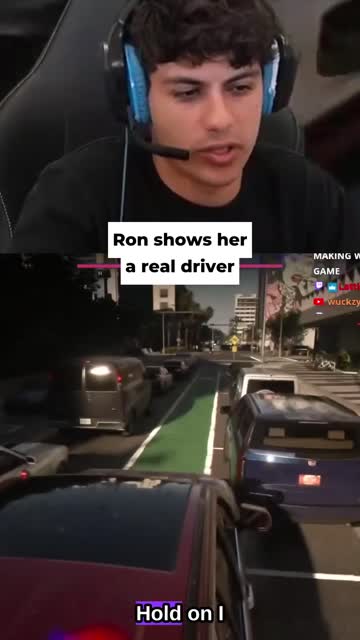 Ron shows her
a real driver
MAKING W
GAME
wuckzy
Hold on I